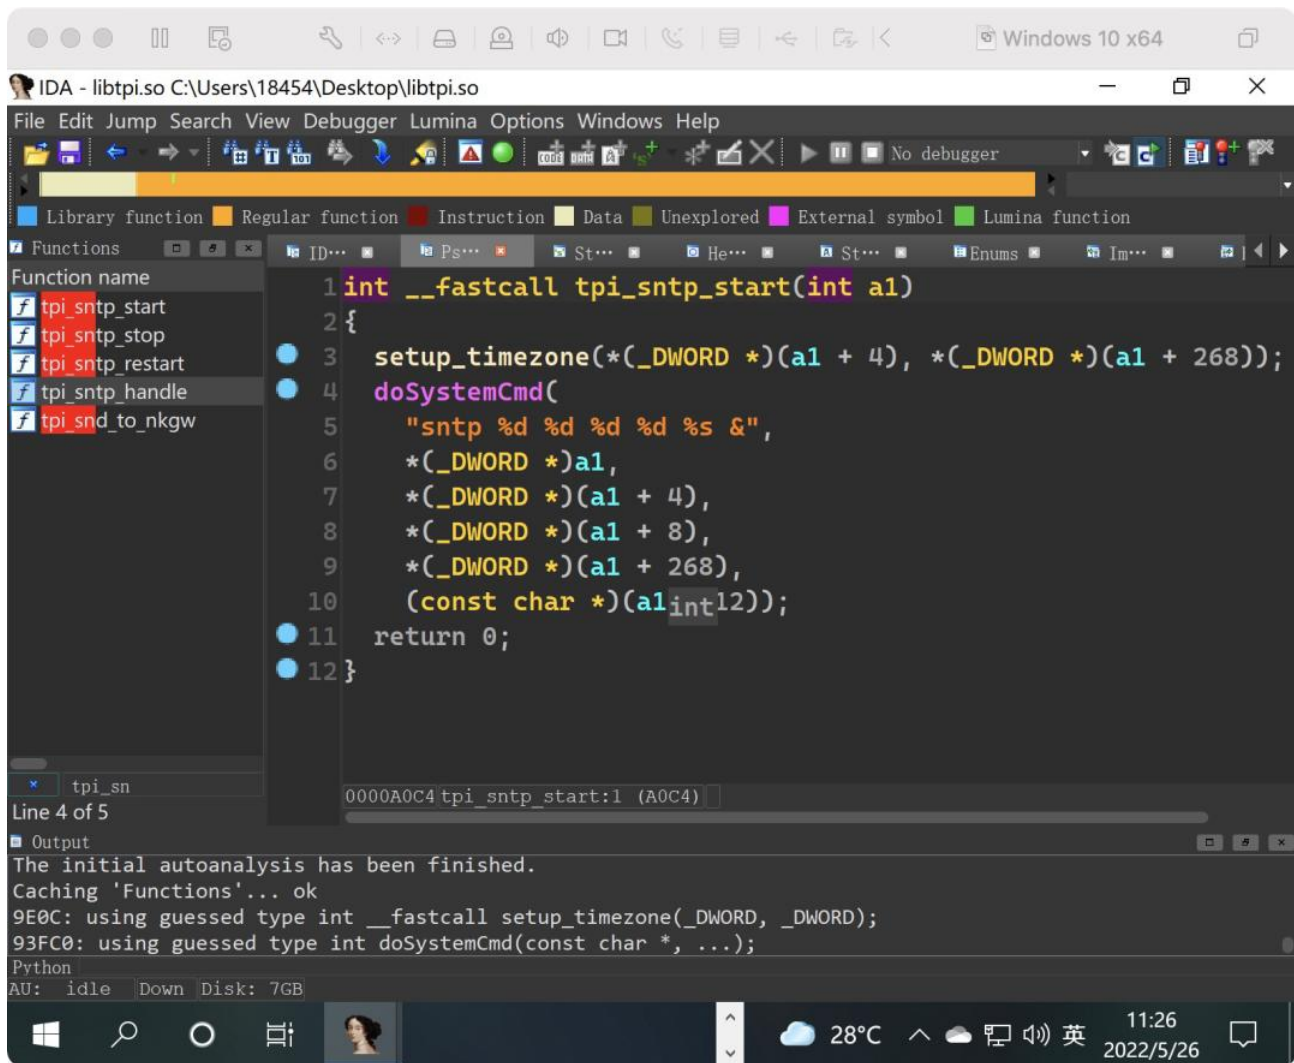 Windows 10 x64
IDA - libtpi.so C:\Users\18454\Desktop\libtpi.so
File Edit Jump Search View Debugger Lumina Options Windows Help
No debugger
Library function Regular function Instruction Data Unexplored External symbol Lumina function
Functions
ID··· Ps··· St··· He··· St··· Enums Im···
Function name
tpi_sntp_start
tpi_sntp_stop
tpi_sntp_restart
tpi_sntp_handle
tpi_snd_to_nkgw
1 int __fastcall tpi_sntp_start(int a1)
2 {
3 setup_timezone(*(_DWORD *)(a1 + 4), *(_DWORD *)(a1 + 268));
4 doSystemCmd(
5 "sntp %d %d %d %d %s &",
6 *(_DWORD *)a1,
7 *(_DWORD *)(a1 + 4),
8 *(_DWORD *)(a1 + 8),
9 *(_DWORD *)(a1 + 268),
10 (const char *)(a1 int 12));
11 return 0;
12 }
tpi_sn
Line 4 of 5
0000A0C4 tpi_sntp_start:1 (A0C4)
Output
The initial autoanalysis has been finished.
Caching 'Functions'... ok
9E0C: using guessed type int __fastcall setup_timezone(_DWORD, _DWORD);
93FC0: using guessed type int doSystemCmd(const char *, ...);
Python
AU: idle Down Disk: 7GB
28°C 英 11:26
2022/5/26